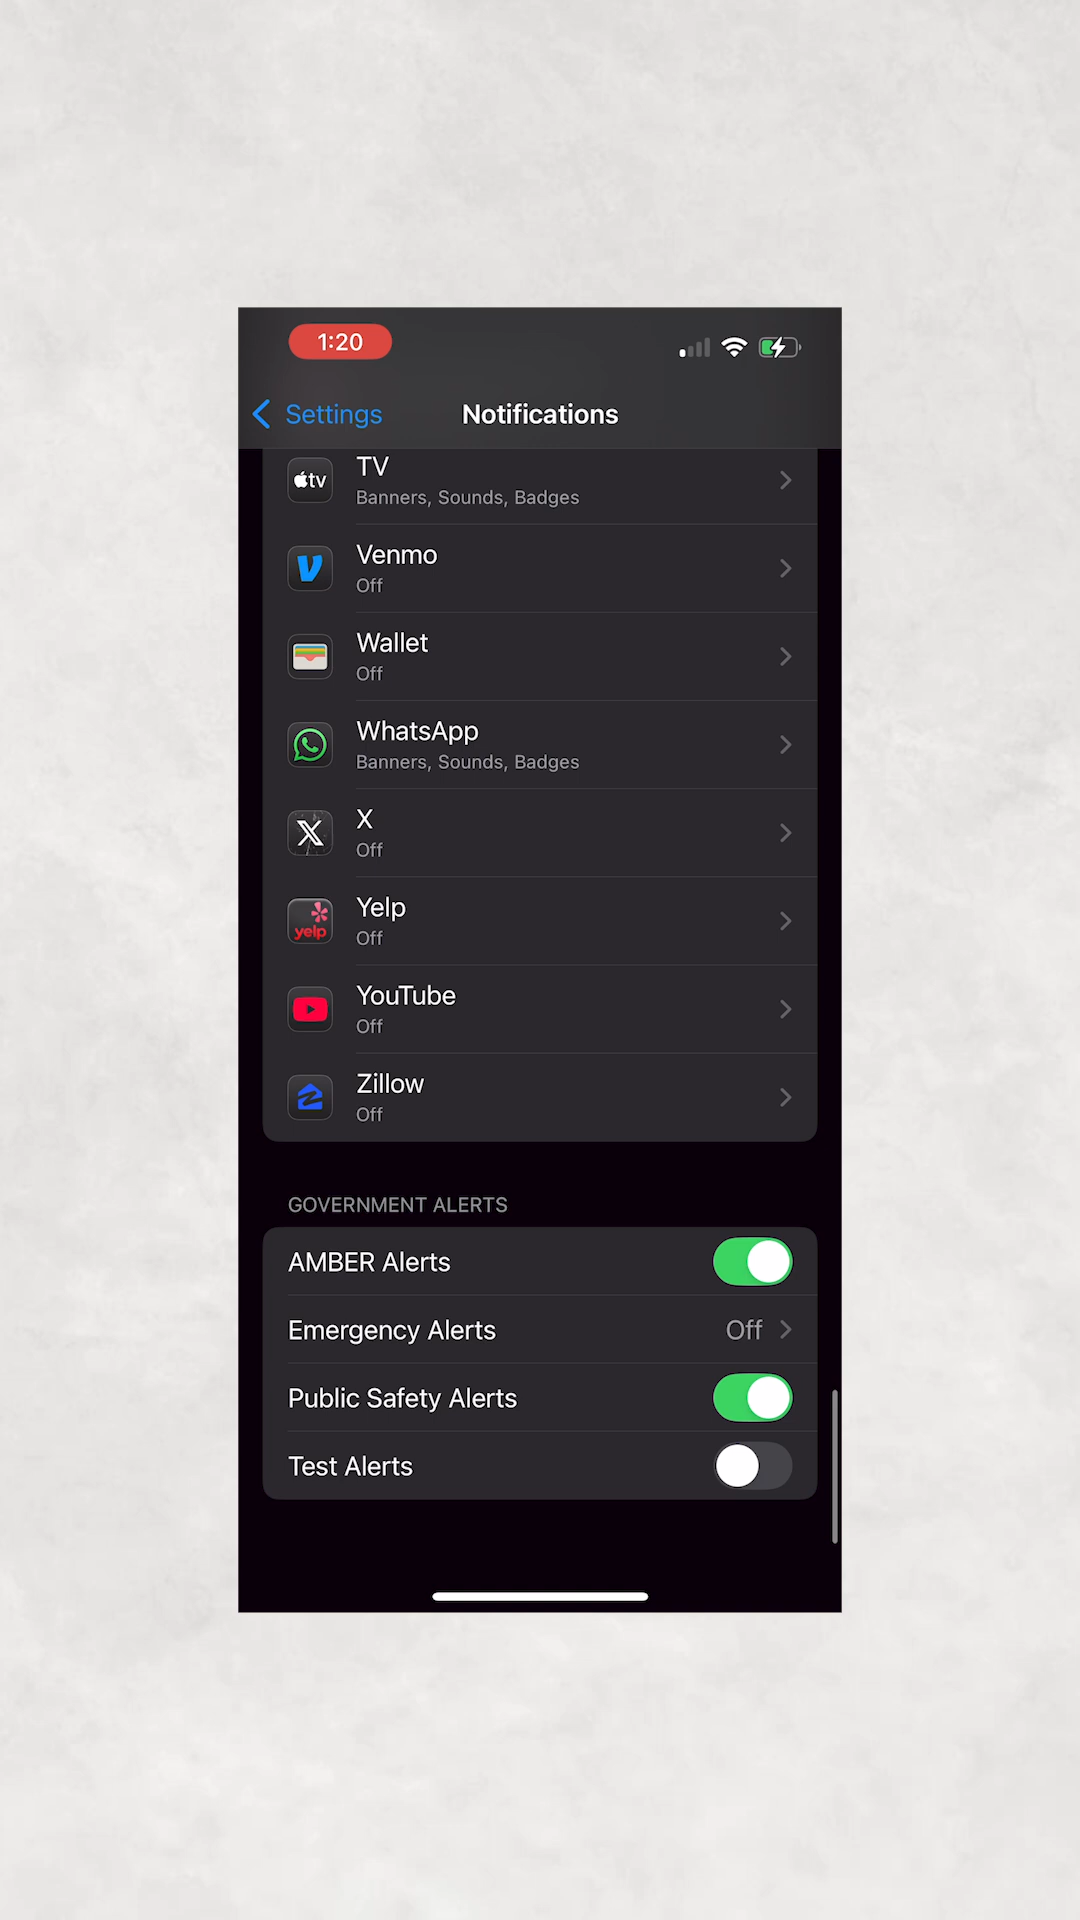 1:20
Settings
Notifications
tv
TV
Banners, Sounds, Badges
Venmo
Off
Wallet
Off
WhatsApp
Banners, Sounds, Badges
X
Off
yelp
Yelp
Off
YouTube
Off
Zillow
Off
GOVERNMENT ALERTS
AMBER Alerts
Emergency Alerts
Off
Public Safety Alerts
Test Alerts